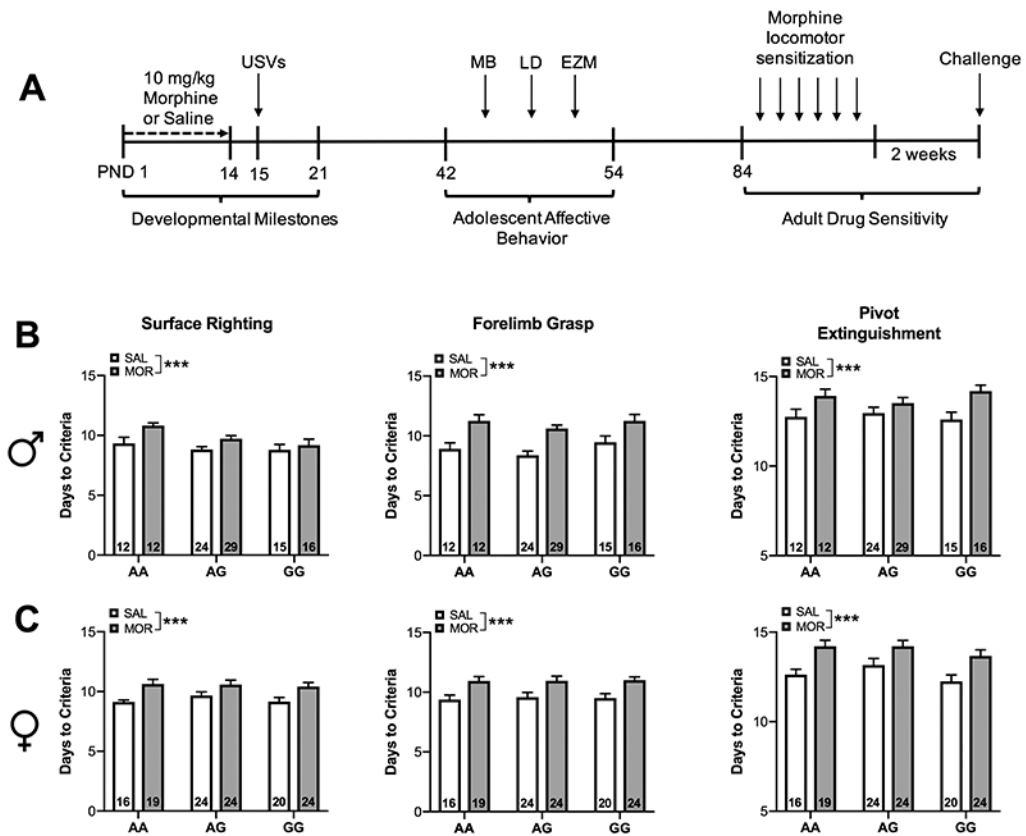 A
10 mg/kg
Morphine
or Saline
USVs
MB LD EZM
Morphine
locomotor
sensitization
Challenge
2 weeks
PND 1 14 15 21 42 54 84
Developmental Milestones
Adolescent Affective
Behavior
Adult Drug Sensitivity
B
♂
Surface Righting
SAL
MOR
***
Days to Criteria
15
10
5
0
12 12 24 29 15 16
AA AG GG
Forelimb Grasp
SAL
MOR
***
Days to Criteria
15
10
5
0
12 12 24 29 15 16
AA AG GG
Pivot
Extinguishment
SAL
MOR
***
Days to Criteria
15
10
5
12 12 24 29 15 16
AA AG GG
C
♀
SAL
MOR
***
Days to Criteria
15
10
5
0
16 19 24 24 20 24
AA AG GG
SAL
MOR
***
Days to Criteria
15
10
5
0
16 19 24 24 20 24
AA AG GG
SAL
MOR
***
Days to Criteria
15
10
5
16 19 24 24 20 24
AA AG GG